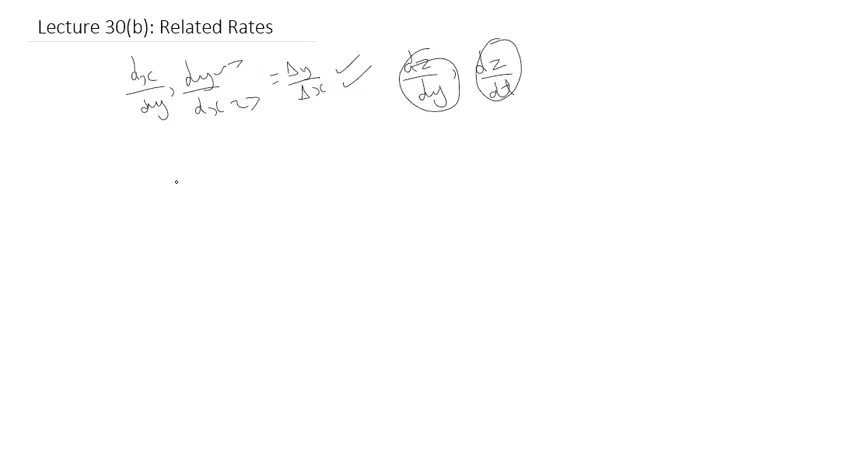 Lecture 30(b): Related Rates
dx/dy, dy/dx = Δy/Δx ✓✓ dz/dy, dz/dt